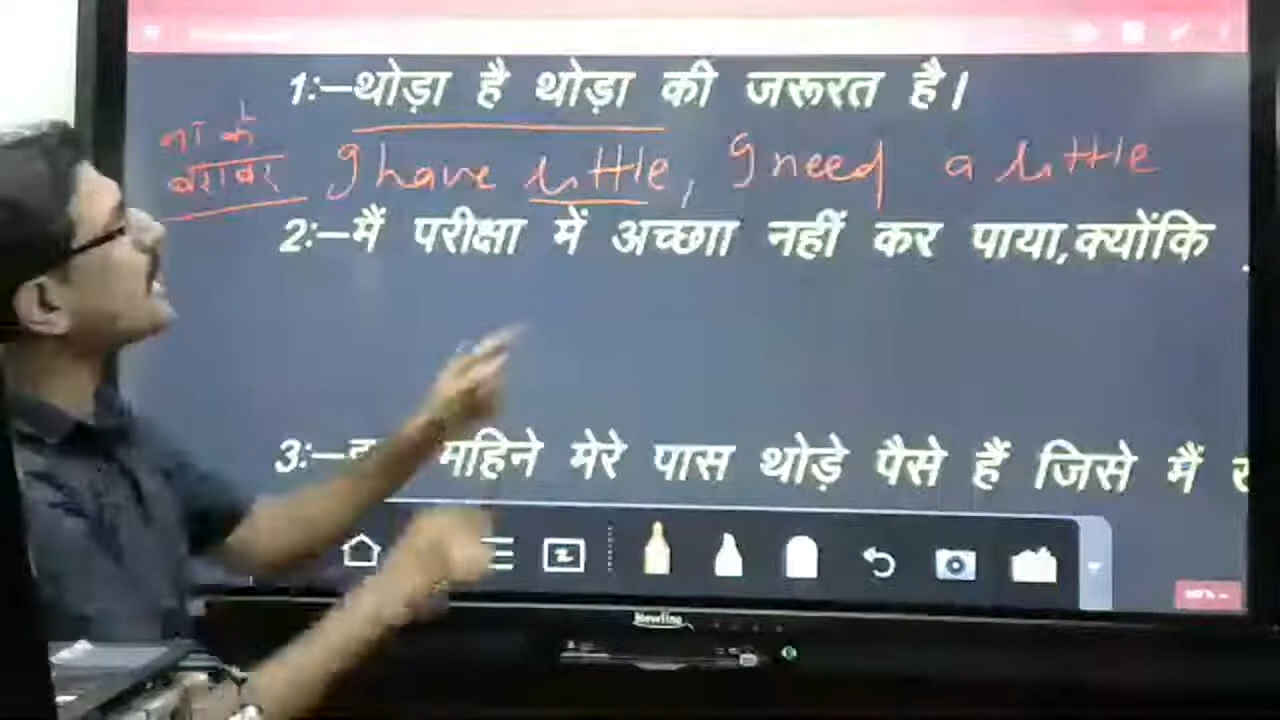 1:–थोड़ा है थोड़ा की जरूरत है।
ना के
बराबर
I have little, I need a little
2:–मैं परीक्षा में अच्छाा नहीं कर पाया,क्योंकि
3:– महिने मेरे पास थोड़े पैसे हैं जिसे मैं
Newline